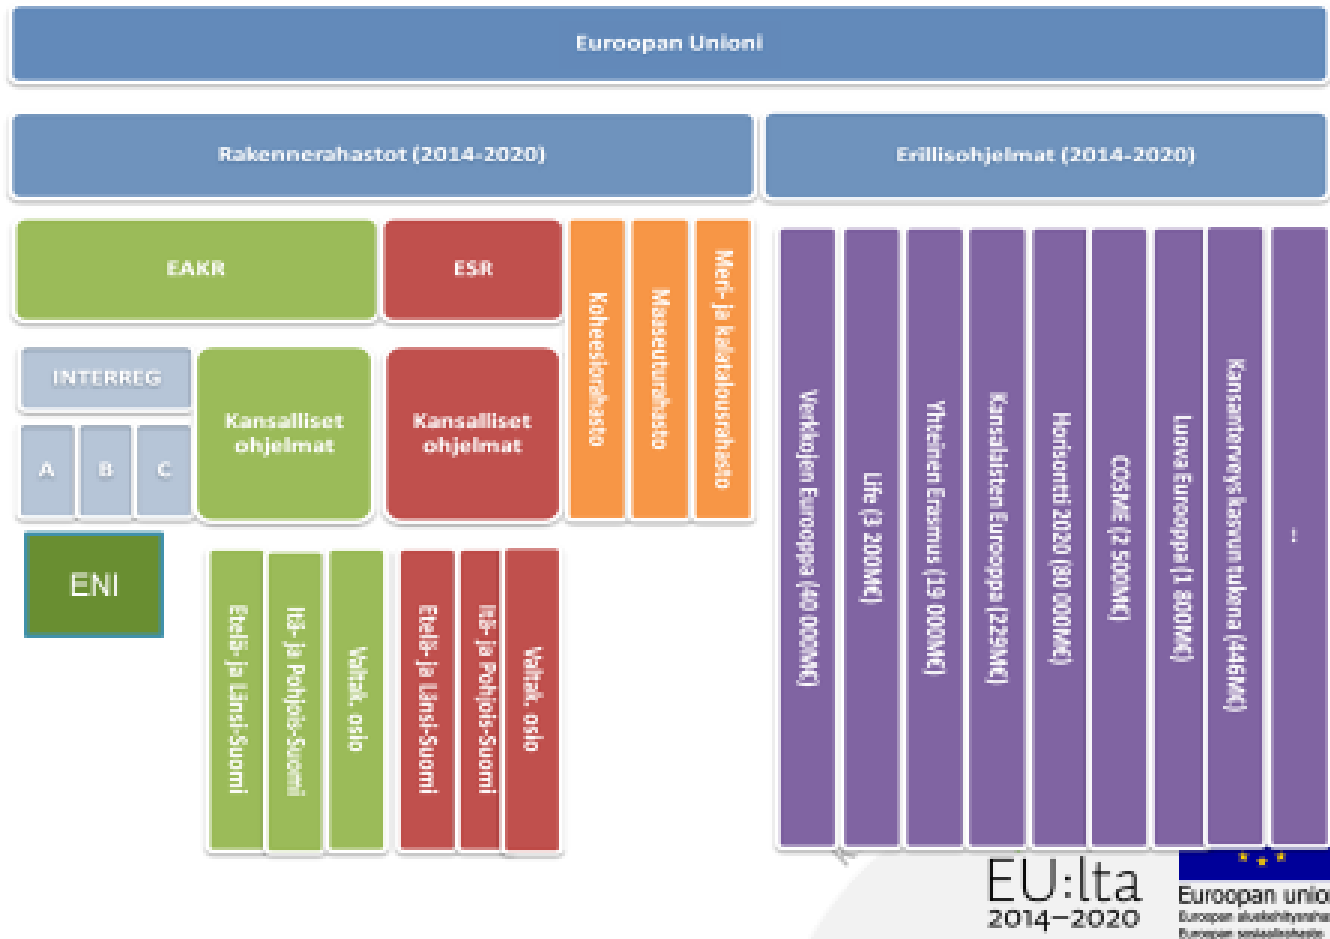 Euroopan Unioni
Rakennerahastot (2014-2020)
Erillisohjelmat (2014-2020)
EAKR
ESR
Koheesiorahasto
Maaseuturahasto
Meri- ja kalatalousrahasto
INTERREG
A
B
C
Kansalliset
ohjelmat
Kansalliset
ohjelmat
ENI
Etelä- ja Länsi-Suomi
Itä- ja Pohjois-Suomi
Valtak. osio
Etelä- ja Länsi-Suomi
Itä- ja Pohjois-Suomi
Valtak. osio
Verkkojen Eurooppa (40 000M€)
Life (3 200M€)
Yhteinen Erasmus (19 000M€)
Kansalaisten Eurooppa (229M€)
Horisontti 2020 (80 000M€)
COSME (2 500M€)
Luova Eurooppa (1 800M€)
Kansanterveys kasvun tukena (446M€)
...
EU:lta
2014–2020
Euroopan unio
Euroopan aluekehitysraha
Euroopan sosiaalirahasto